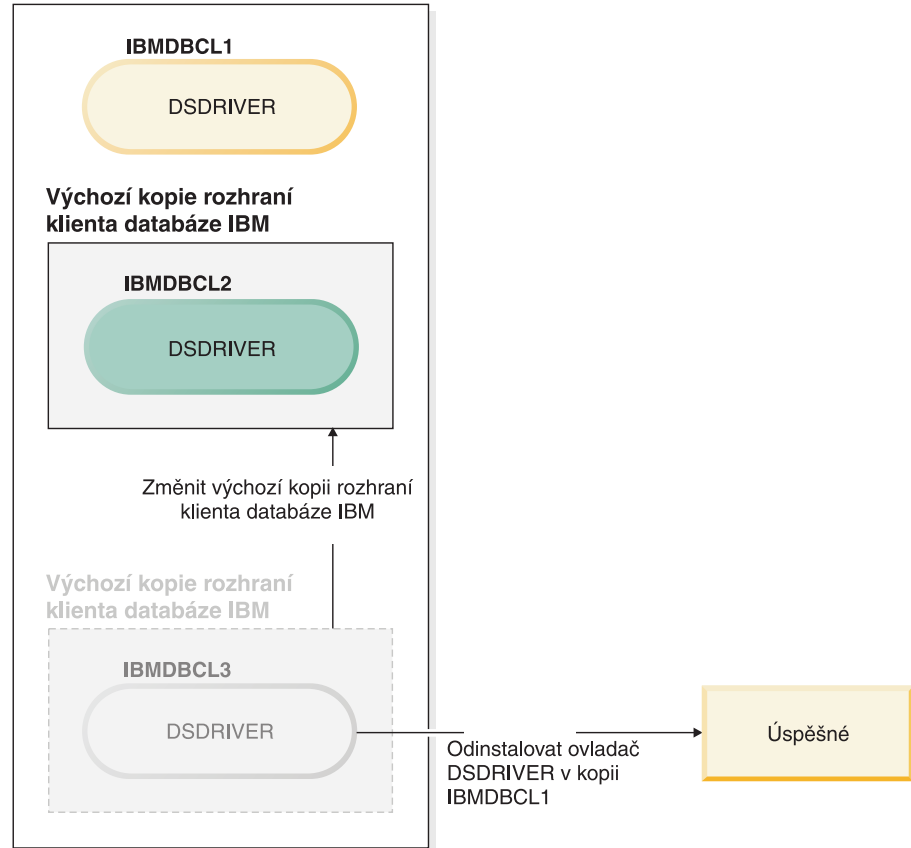 IBMDBCL1
DSDRIVER
Výchozí kopie rozhraní
klienta databáze IBM
IBMDBCL2
DSDRIVER
Změnit výchozí kopii rozhraní
klienta databáze IBM
Výchozí kopie rozhraní
klienta databáze IBM
IBMDBCL3
DSDRIVER
Odinstalovat ovladač
DSDRIVER v kopii
IBMDBCL1
Úspěšné